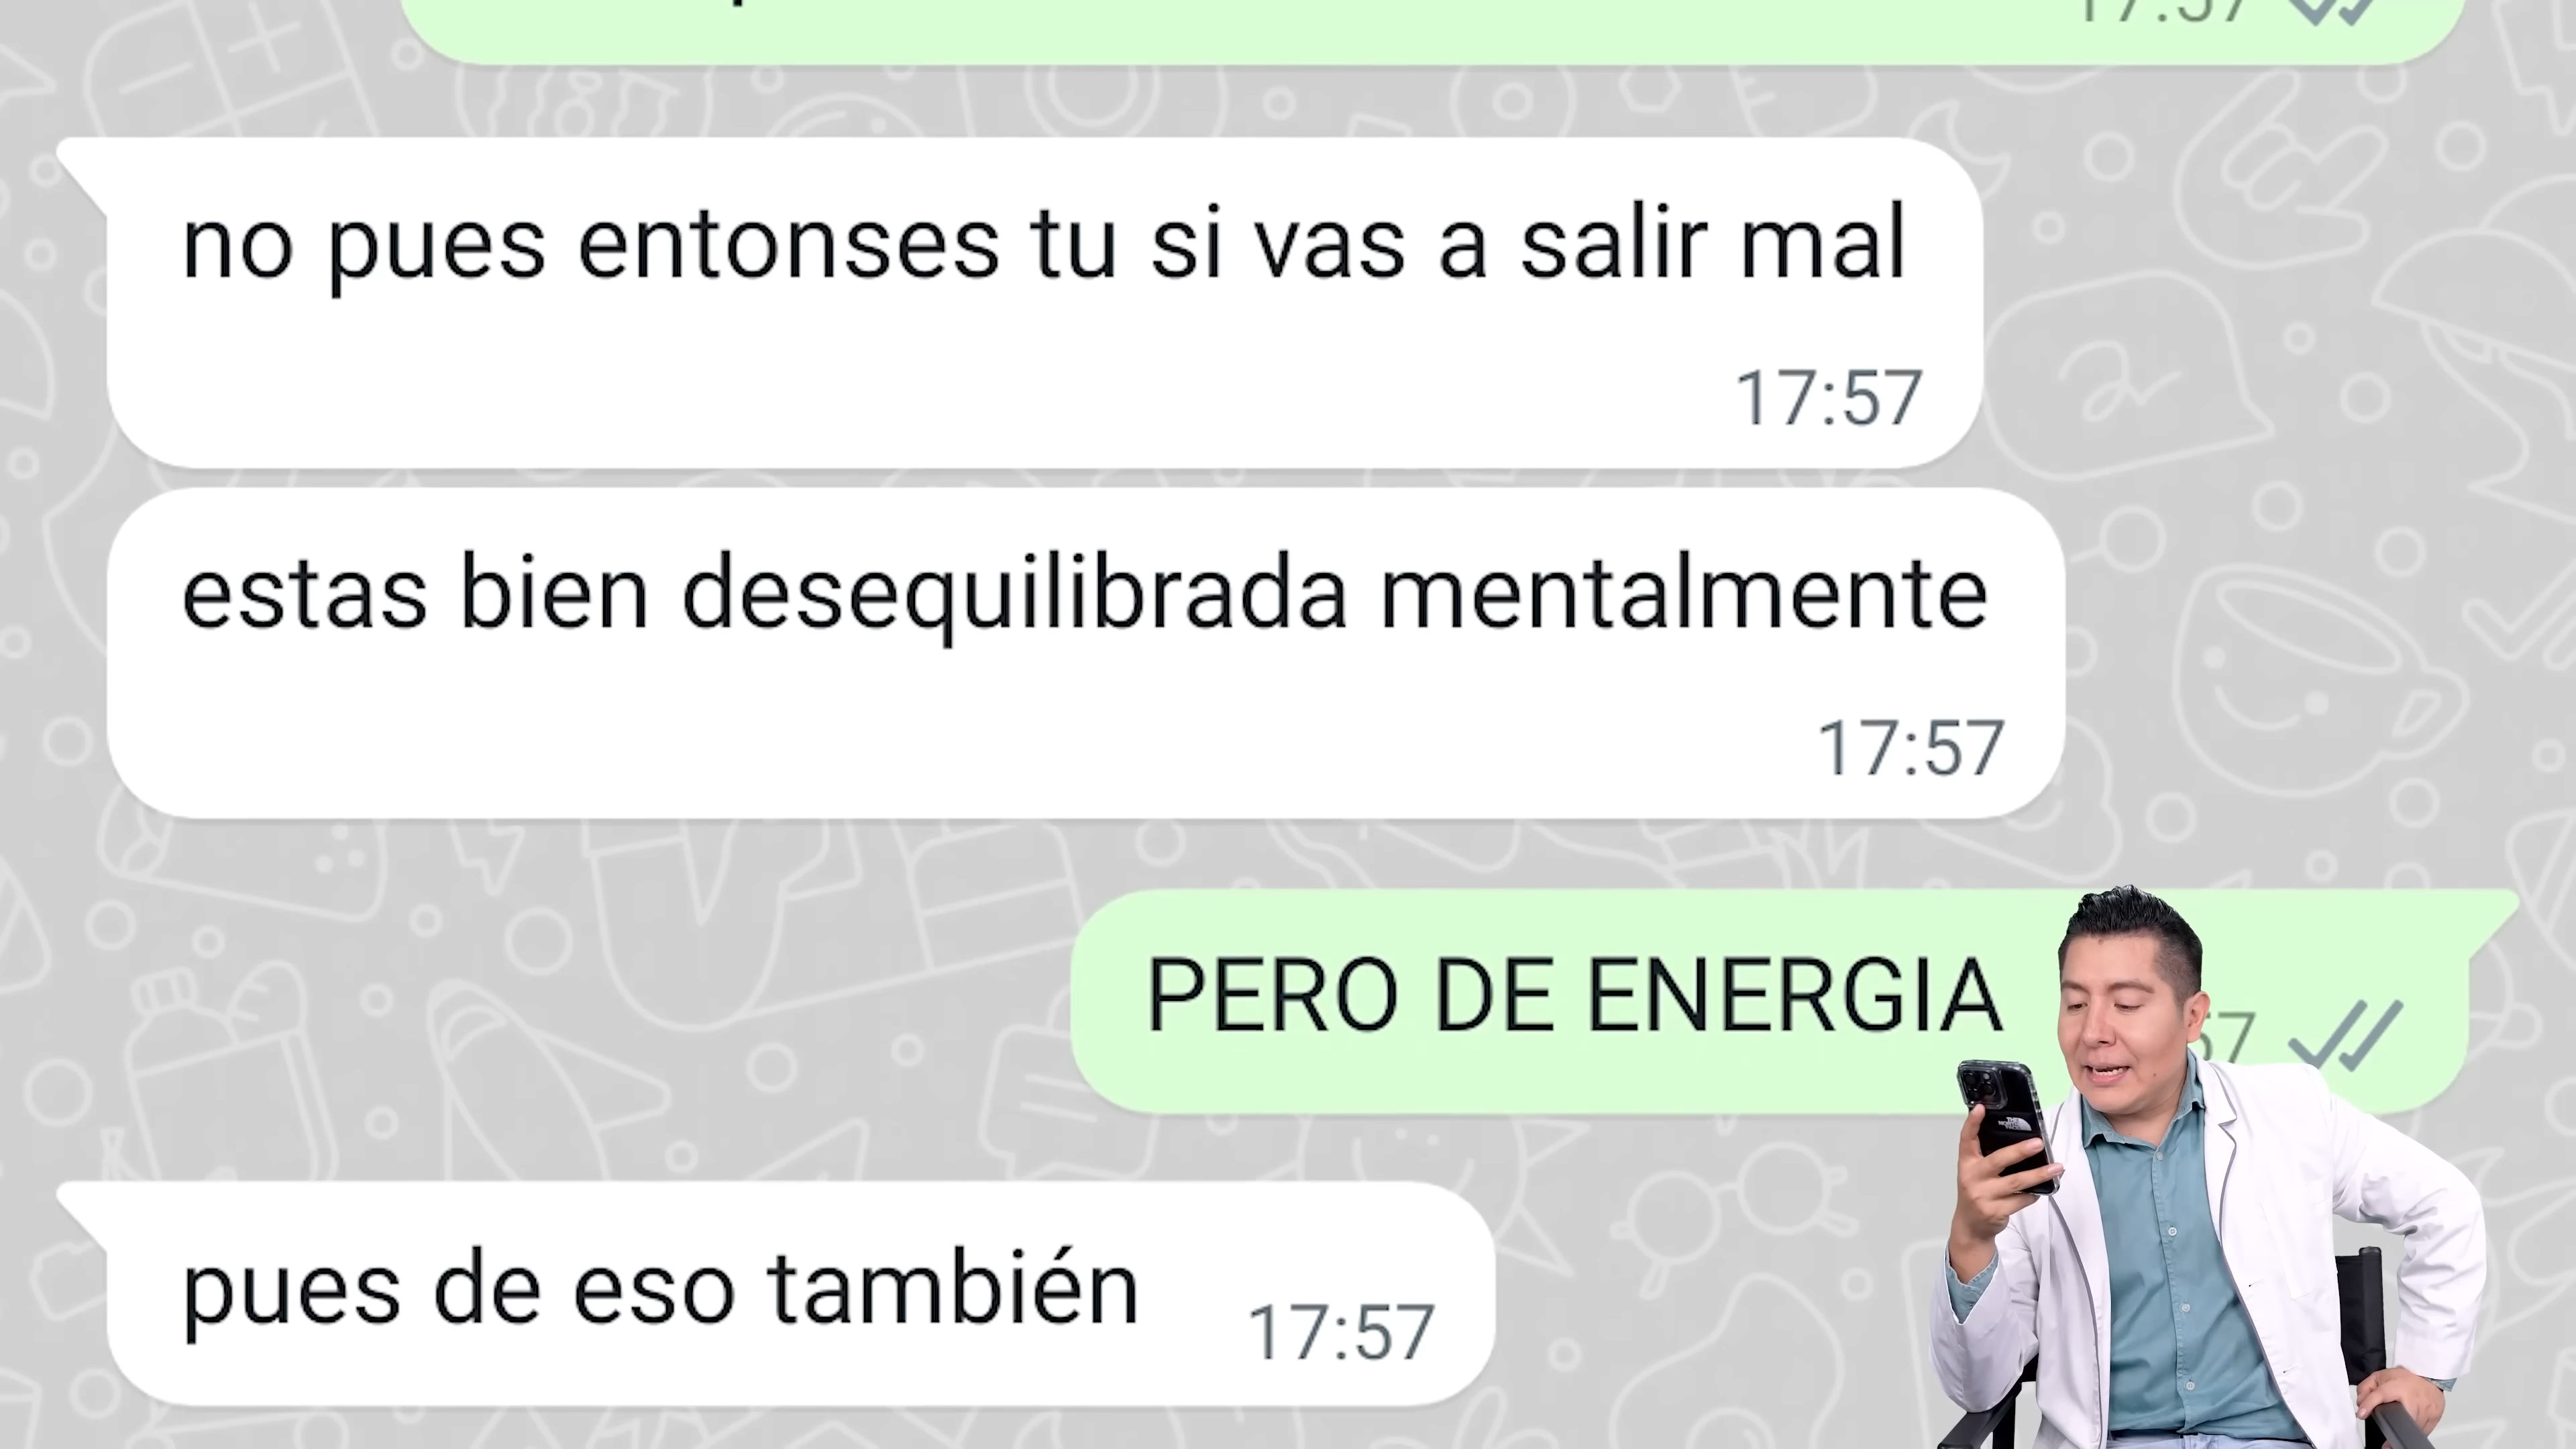 17:57
no pues entonses tu si vas a salir mal
17:57
estas bien desequilibrada mentalmente
17:57
PERO DE ENERGIA
57
pues de eso también
17:57